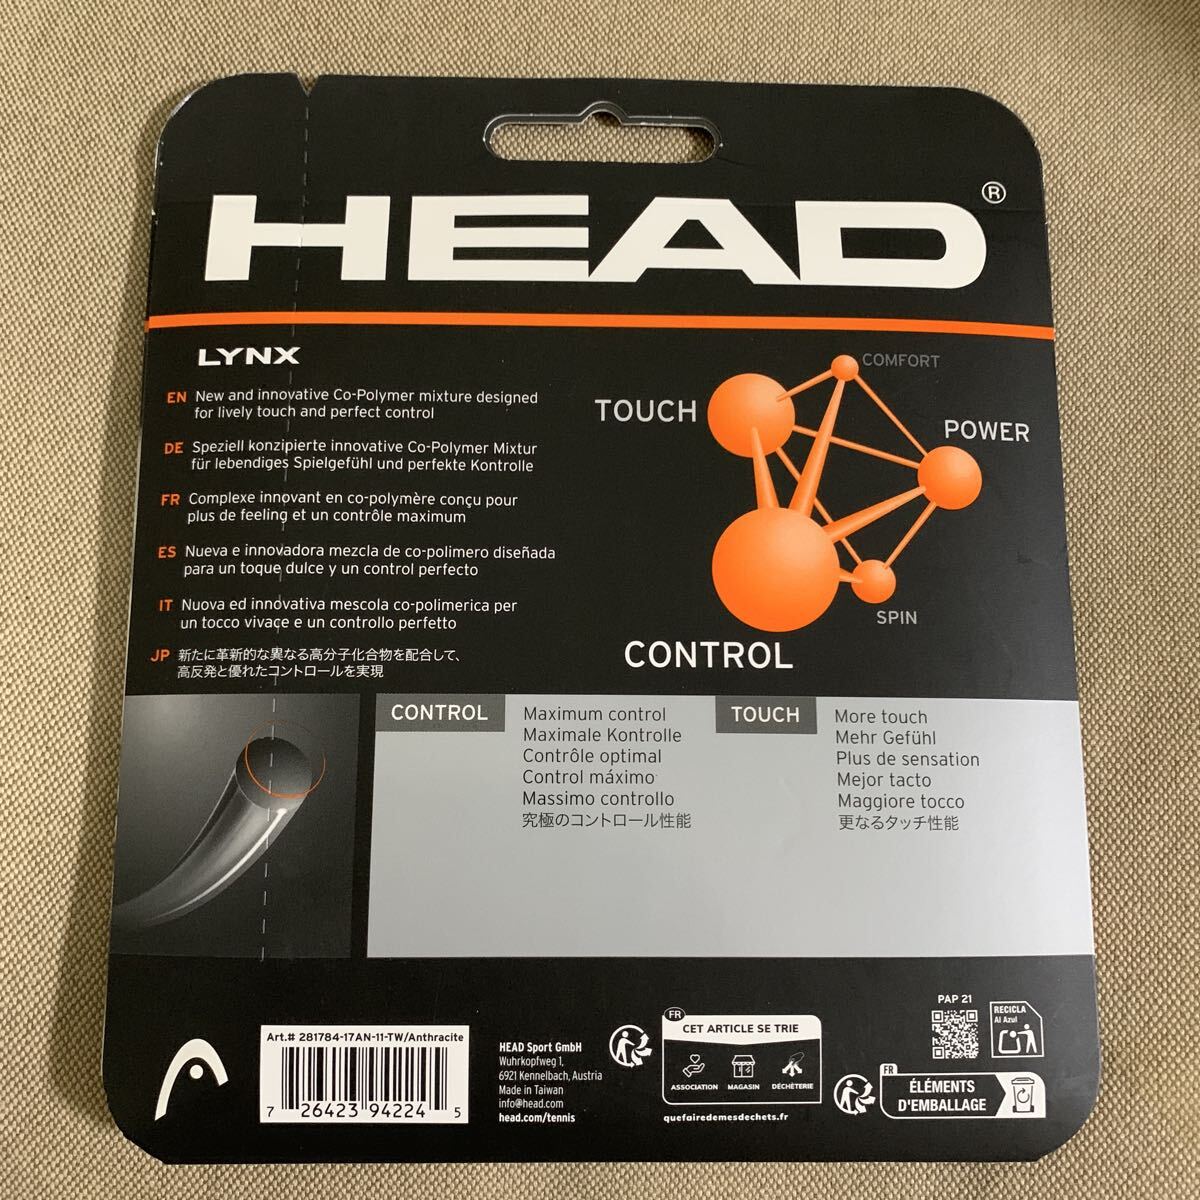 HEAD®
LYNX
EN New and innovative Co-Polymer mixture designed
for lively touch and perfect control
DE Speziell konzipierte innovative Co-Polymer Mixtur
für lebendiges Spielgefühl und perfekte Kontrolle
FR Complexe innovant en co-polymère conçu pour
plus de feeling et un contrôle maximum
ES Nueva e innovadora mezcla de co-polimero diseñada
para un toque dulce y un control perfecto
IT Nuova ed innovativa mescola co-polimerica per
un tocco vivace e un controllo perfetto
JP 新たに革新的な異なる高分子化合物を配合して、
高反発と優れたコントロールを実現
COMFORT
TOUCH
POWER
SPIN
CONTROL
CONTROL
Maximum control
Maximale Kontrolle
Contrôle optimal
Control máximo
Massimo controllo
究極のコントロール性能
TOUCH
More touch
Mehr Gefühl
Plus de sensation
Mejor tacto
Maggiore tocco
更なるタッチ性能
Art.# 281784-17AN-11-TW/Anthracite
7 26423 94224 5
HEAD Sport GmbH
Wuhrkopfweg 1,
6921 Kennelbach, Austria
Made in Taiwan
info@head.com
head.com/tennis
FR
CET ARTICLE SE TRIE
ASSOCIATION MAGASIN DÉCHÈTERIE
quefairedemesdechets.fr
PAP 21
RECICLA
Al Azul
FR
ÉLÉMENTS
D'EMBALLAGE